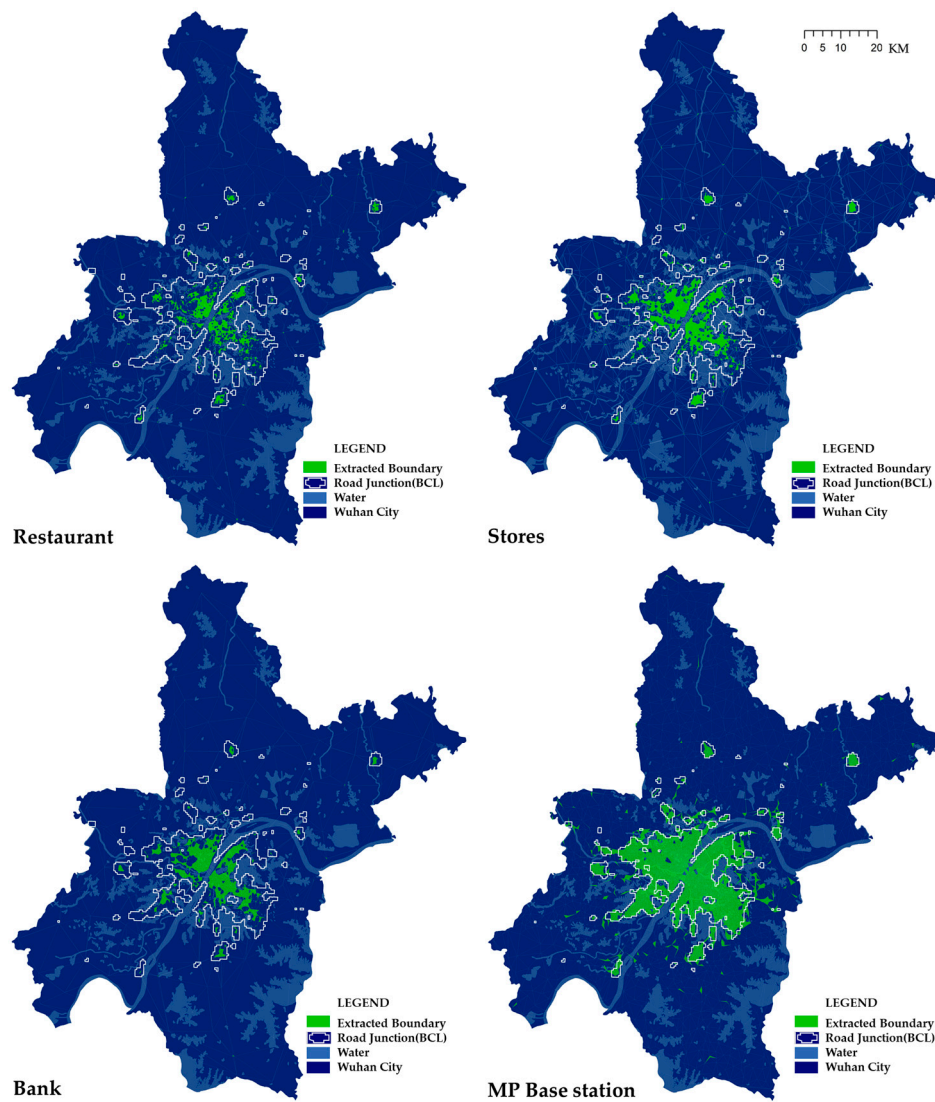 0 5 10 20 KM
LEGEND
Extracted Boundary
Road Junction(BCL)
Water
Wuhan City
Restaurant
LEGEND
Extracted Boundary
Road Junction(BCL)
Water
Wuhan City
Stores
LEGEND
Extracted Boundary
Road Junction(BCL)
Water
Wuhan City
Bank
LEGEND
Extracted Boundary
Road Junction(BCL)
Water
Wuhan City
MP Base station